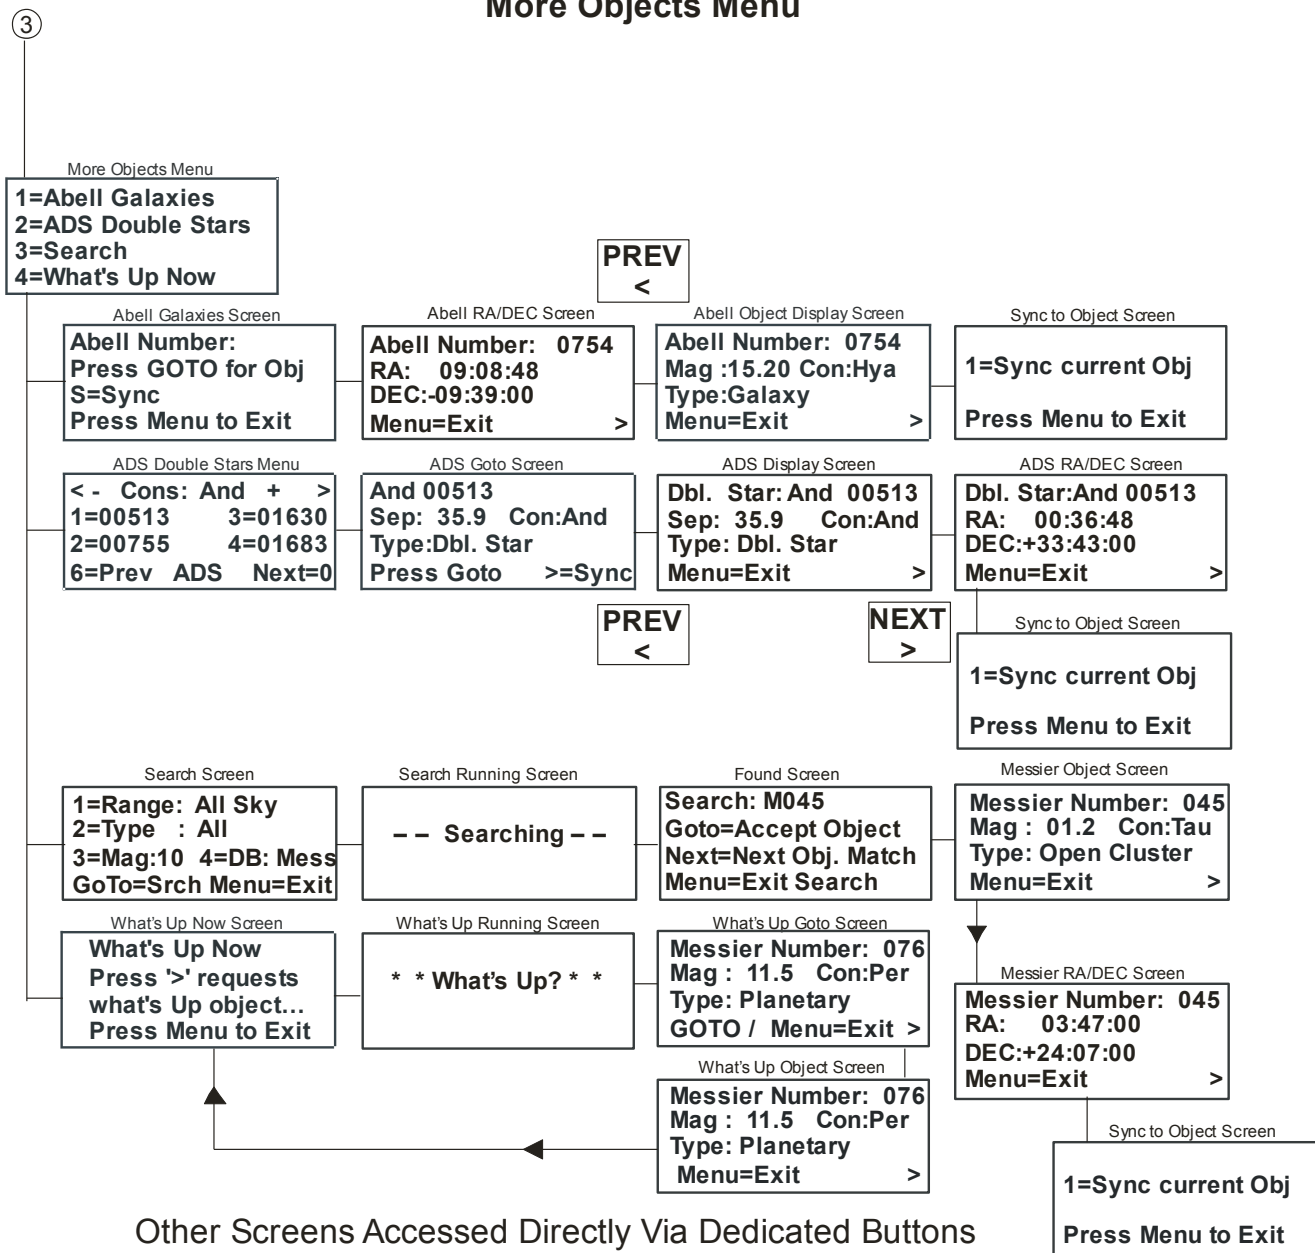 More Objects Menu
3
More Objects Menu
1=Abell Galaxies
2=ADS Double Stars
3=Search
4=What's Up Now
PREV
<
Abell Galaxies Screen
Abell Number:
Press GOTO for Obj
S=Sync
Press Menu to Exit
Abell RA/DEC Screen
Abell Number: 0754
RA: 09:08:48
DEC:-09:39:00
Menu=Exit >
Abell Object Display Screen
Abell Number: 0754
Mag :15.20 Con:Hya
Type:Galaxy
Menu=Exit >
Sync to Object Screen
1=Sync current Obj
Press Menu to Exit
ADS Double Stars Menu
< - Cons: And + >
1=00513 3=01630
2=00755 4=01683
6=Prev ADS Next=0
ADS Goto Screen
And 00513
Sep: 35.9 Con:And
Type:Dbl. Star
Press Goto >=Sync
ADS Display Screen
Dbl. Star: And 00513
Sep: 35.9 Con:And
Type: Dbl. Star
Menu=Exit >
ADS RA/DEC Screen
Dbl. Star:And 00513
RA: 00:36:48
DEC:+33:43:00
Menu=Exit >
PREV
<
NEXT
>
Sync to Object Screen
1=Sync current Obj
Press Menu to Exit
Search Screen
1=Range: All Sky
2=Type : All
3=Mag:10 4=DB: Mess
GoTo=Srch Menu=Exit
Search Running Screen
– – Searching – –
Found Screen
Search: M045
Goto=Accept Object
Next=Next Obj. Match
Menu=Exit Search
Messier Object Screen
Messier Number: 045
Mag : 01.2 Con:Tau
Type: Open Cluster
Menu=Exit >
What's Up Now Screen
What's Up Now
Press '>' requests
what's Up object...
Press Menu to Exit
What's Up Running Screen
* * What's Up? * *
What's Up Goto Screen
Messier Number: 076
Mag : 11.5 Con:Per
Type: Planetary
GOTO / Menu=Exit >
Messier RA/DEC Screen
Messier Number: 045
RA: 03:47:00
DEC:+24:07:00
Menu=Exit >
What's Up Object Screen
Messier Number: 076
Mag : 11.5 Con:Per
Type: Planetary
Menu=Exit >
Sync to Object Screen
1=Sync current Obj
Press Menu to Exit
Other Screens Accessed Directly Via Dedicated Buttons